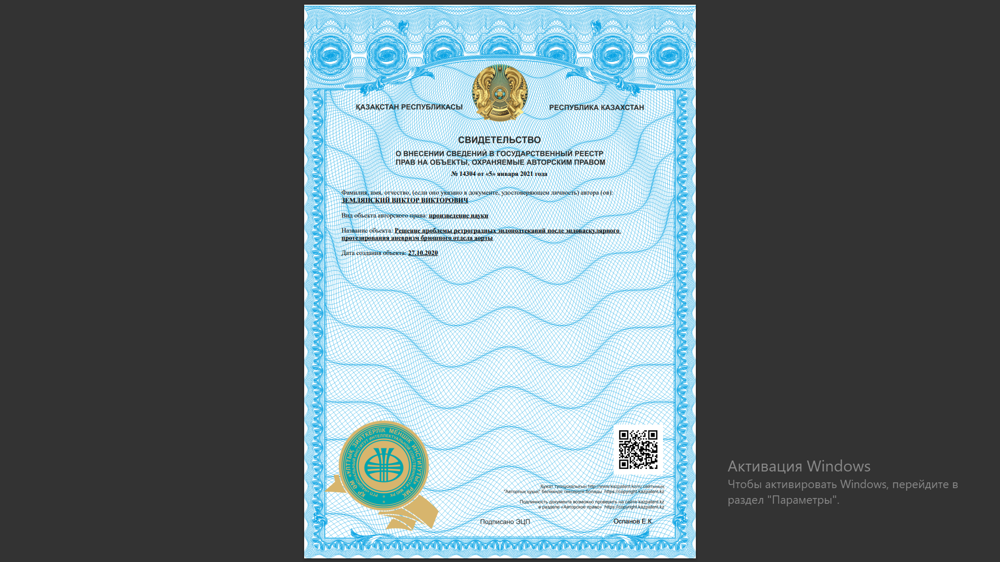 ҚАЗАҚСТАН РЕСПУБЛИКАСЫ
РЕСПУБЛИКА КАЗАХСТАН
СВИДЕТЕЛЬСТВО
О ВНЕСЕНИИ СВЕДЕНИЙ В ГОСУДАРСТВЕННЫЙ РЕЕСТР
ПРАВ НА ОБЪЕКТЫ, ОХРАНЯЕМЫЕ АВТОРСКИМ ПРАВОМ
№ 14304 от «5» января 2021 года
Фамилия, имя, отчество, (если оно указано в документе, удостоверяющем личность) автора (ов):
ЗЕМЛЯНСКИЙ ВИКТОР ВИКТОРОВИЧ
Вид объекта авторского права: произведение науки
Название объекта: Решение проблемы ретроградных эндоподтеканий после эндоваскулярного
протезирования аневризм брюшного отдела аорты
Дата создания объекта: 27.10.2020
ҚР ӘМ «ҰЛТТЫҚ ЗИЯТКЕРЛІК МЕНШІК ИНСТИТУТЫ» РМК
РГП «НАЦИОНАЛЬНЫЙ ИНСТИТУТ ИНТЕЛЛЕКТУАЛЬНОЙ СОБСТВЕННОСТИ» МЮ РК
Құжат түпнұсқалығын http://www.kazpatent.kz/ru сайтының
"Авторлық құқық" бөлімінде тексеруге болады https://copyright.kazpatent.kz
Подлинность документа возможно проверить на сайте kazpatent.kz
в разделе «Авторское право» https://copyright.kazpatent.kz
Подписано ЭЦП
Оспанов Е.К.
Активация Windows
Чтобы активировать Windows, перейдите в
раздел "Параметры".